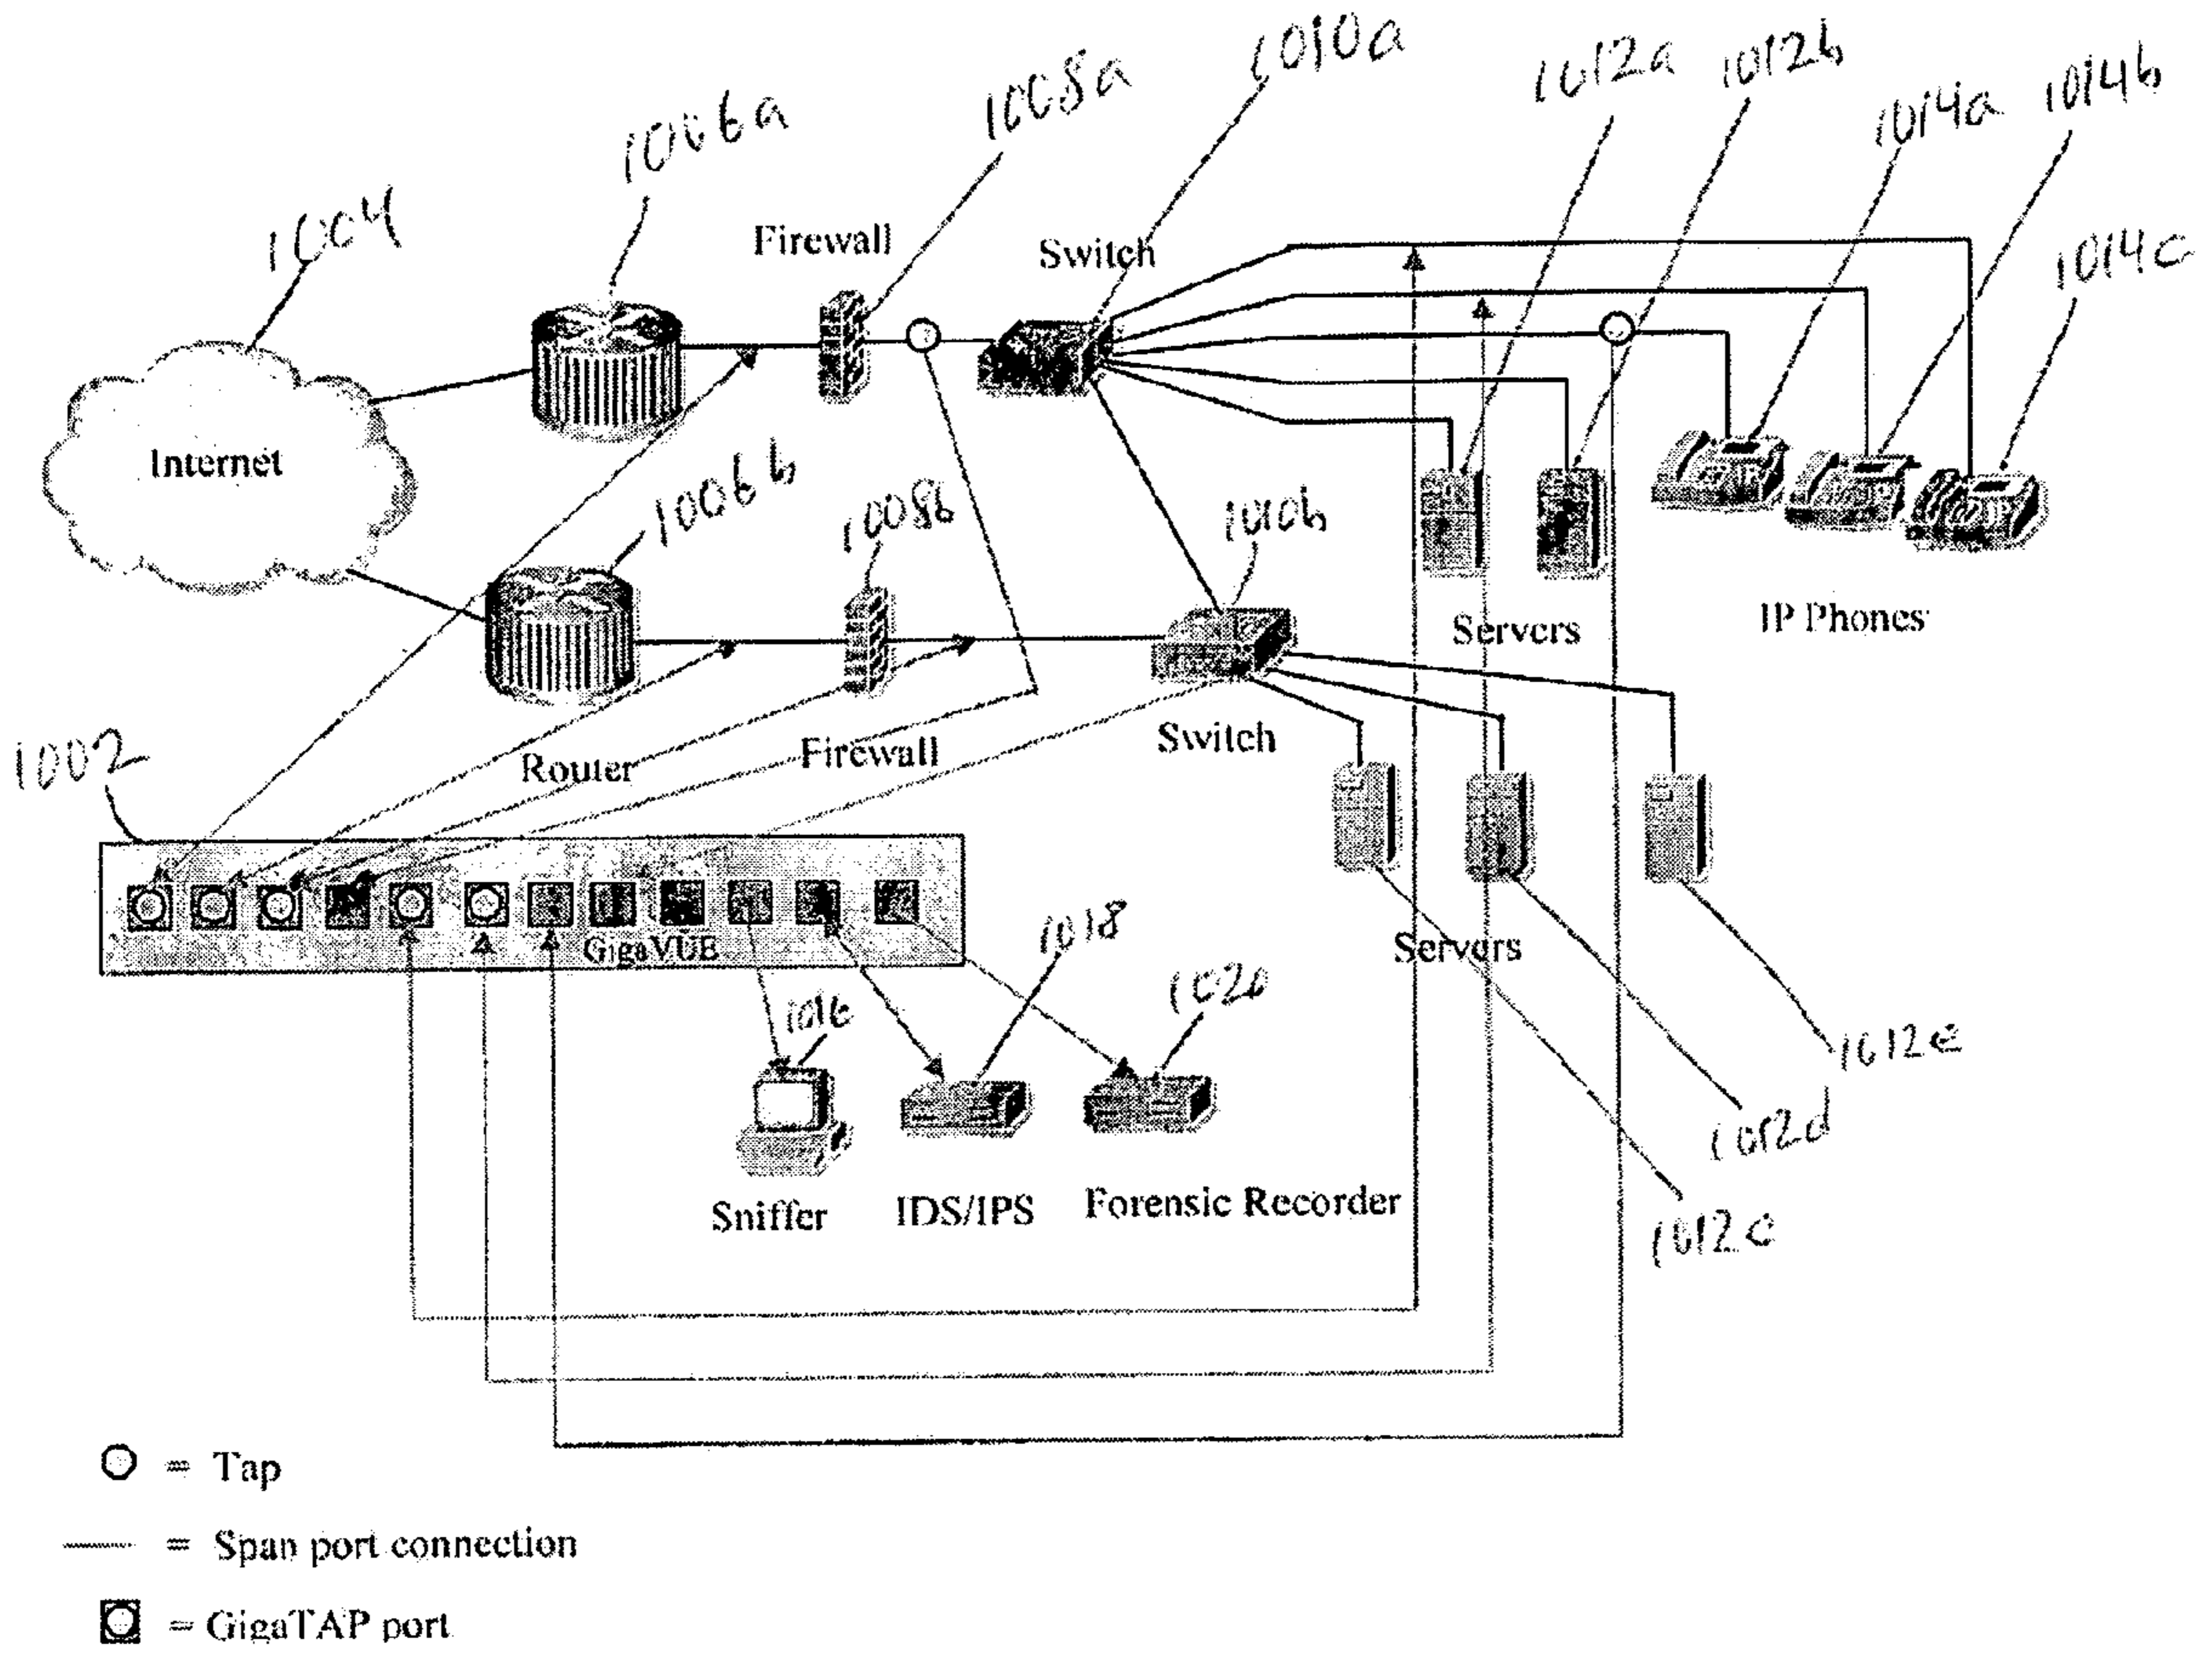 1010a
1012a
1012b
1014b
1008a
1014a
1006a
1004
Firewall
Switch
1014c
Internet
1006b
1008b
1010b
Servers
IP Phones
1002
Router
Firewall
Switch
GigaVUE
1018
Servers
1016
1020
1012e
1012d
Sniffer
IDS/IPS
Forensic Recorder
1012c
= Tap
= Span port connection
= GigaTAP port